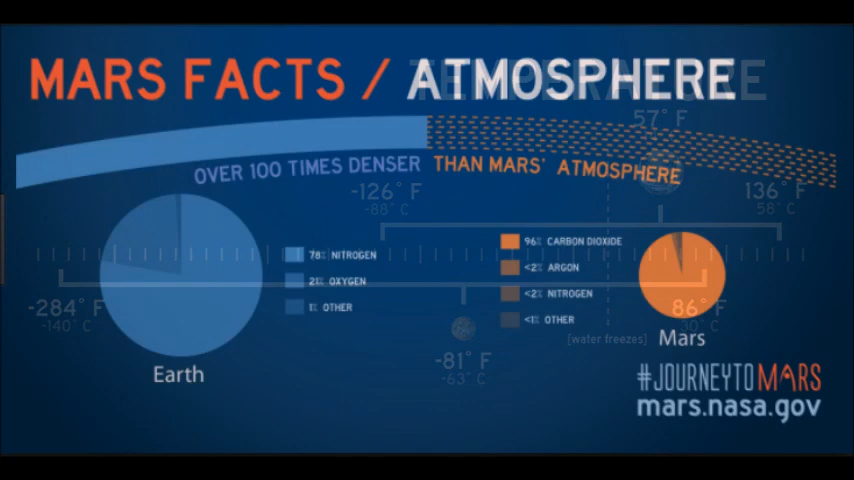 MARS FACTS / ATMOSPHERE
TEMPERATURE
57° F
OVER 100 TIMES DENSER THAN MARS' ATMOSPHERE
-126° F
-88° C
136° F
58° C
78% NITROGEN
21% OXYGEN
1% OTHER
96% CARBON DIOXIDE
<2% ARGON
<2% NITROGEN
<1% OTHER
-284° F
-140° C
86° F
30° C
[water freezes]
-81° F
-63° C
Earth
Mars
#JOURNEYTOMARS
mars.nasa.gov